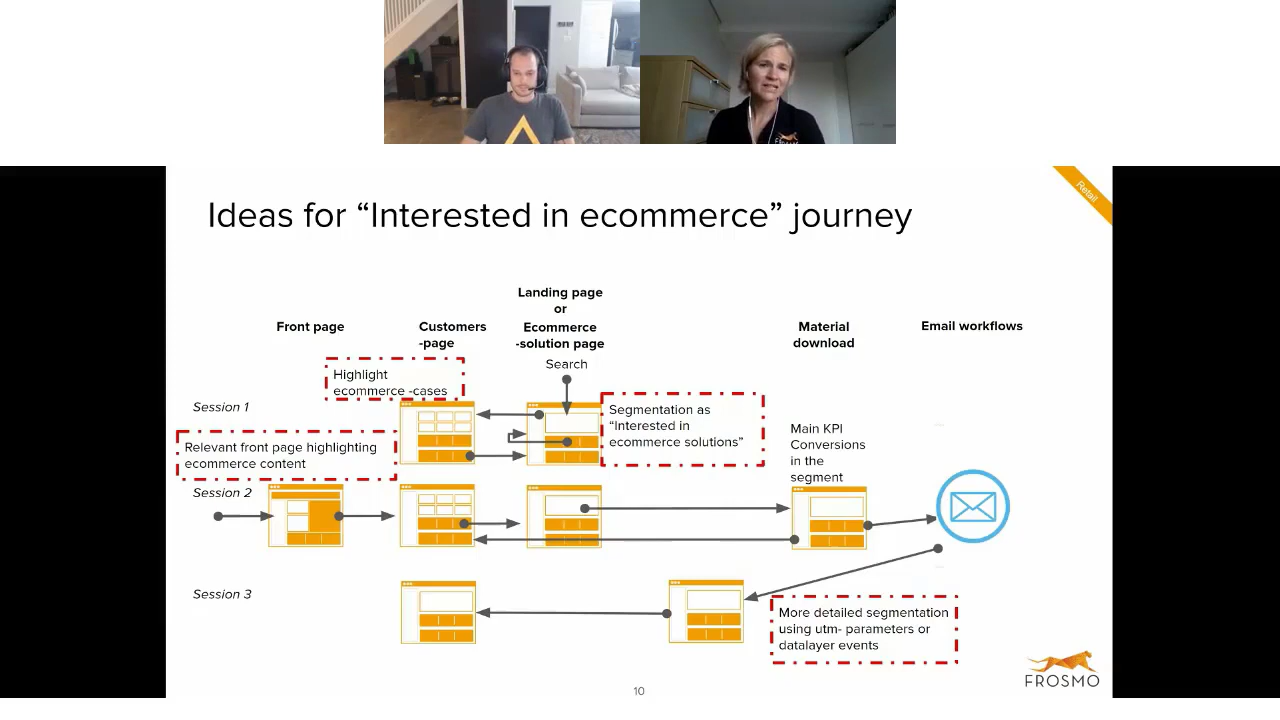 FROSMO
Retail
Ideas for “Interested in ecommerce” journey
Landing page
or
Ecommerce
-solution page
Front page
Customers
-page
Material
download
Email workflows
Search
Highlight
ecommerce -cases
Session 1
Segmentation as
“Interested in
ecommerce solutions”
Relevant front page highlighting
ecommerce content
Main KPI
Conversions
in the
segment
Session 2
Session 3
More detailed segmentation
using utm- parameters or
datalayer events
FROSMO
10